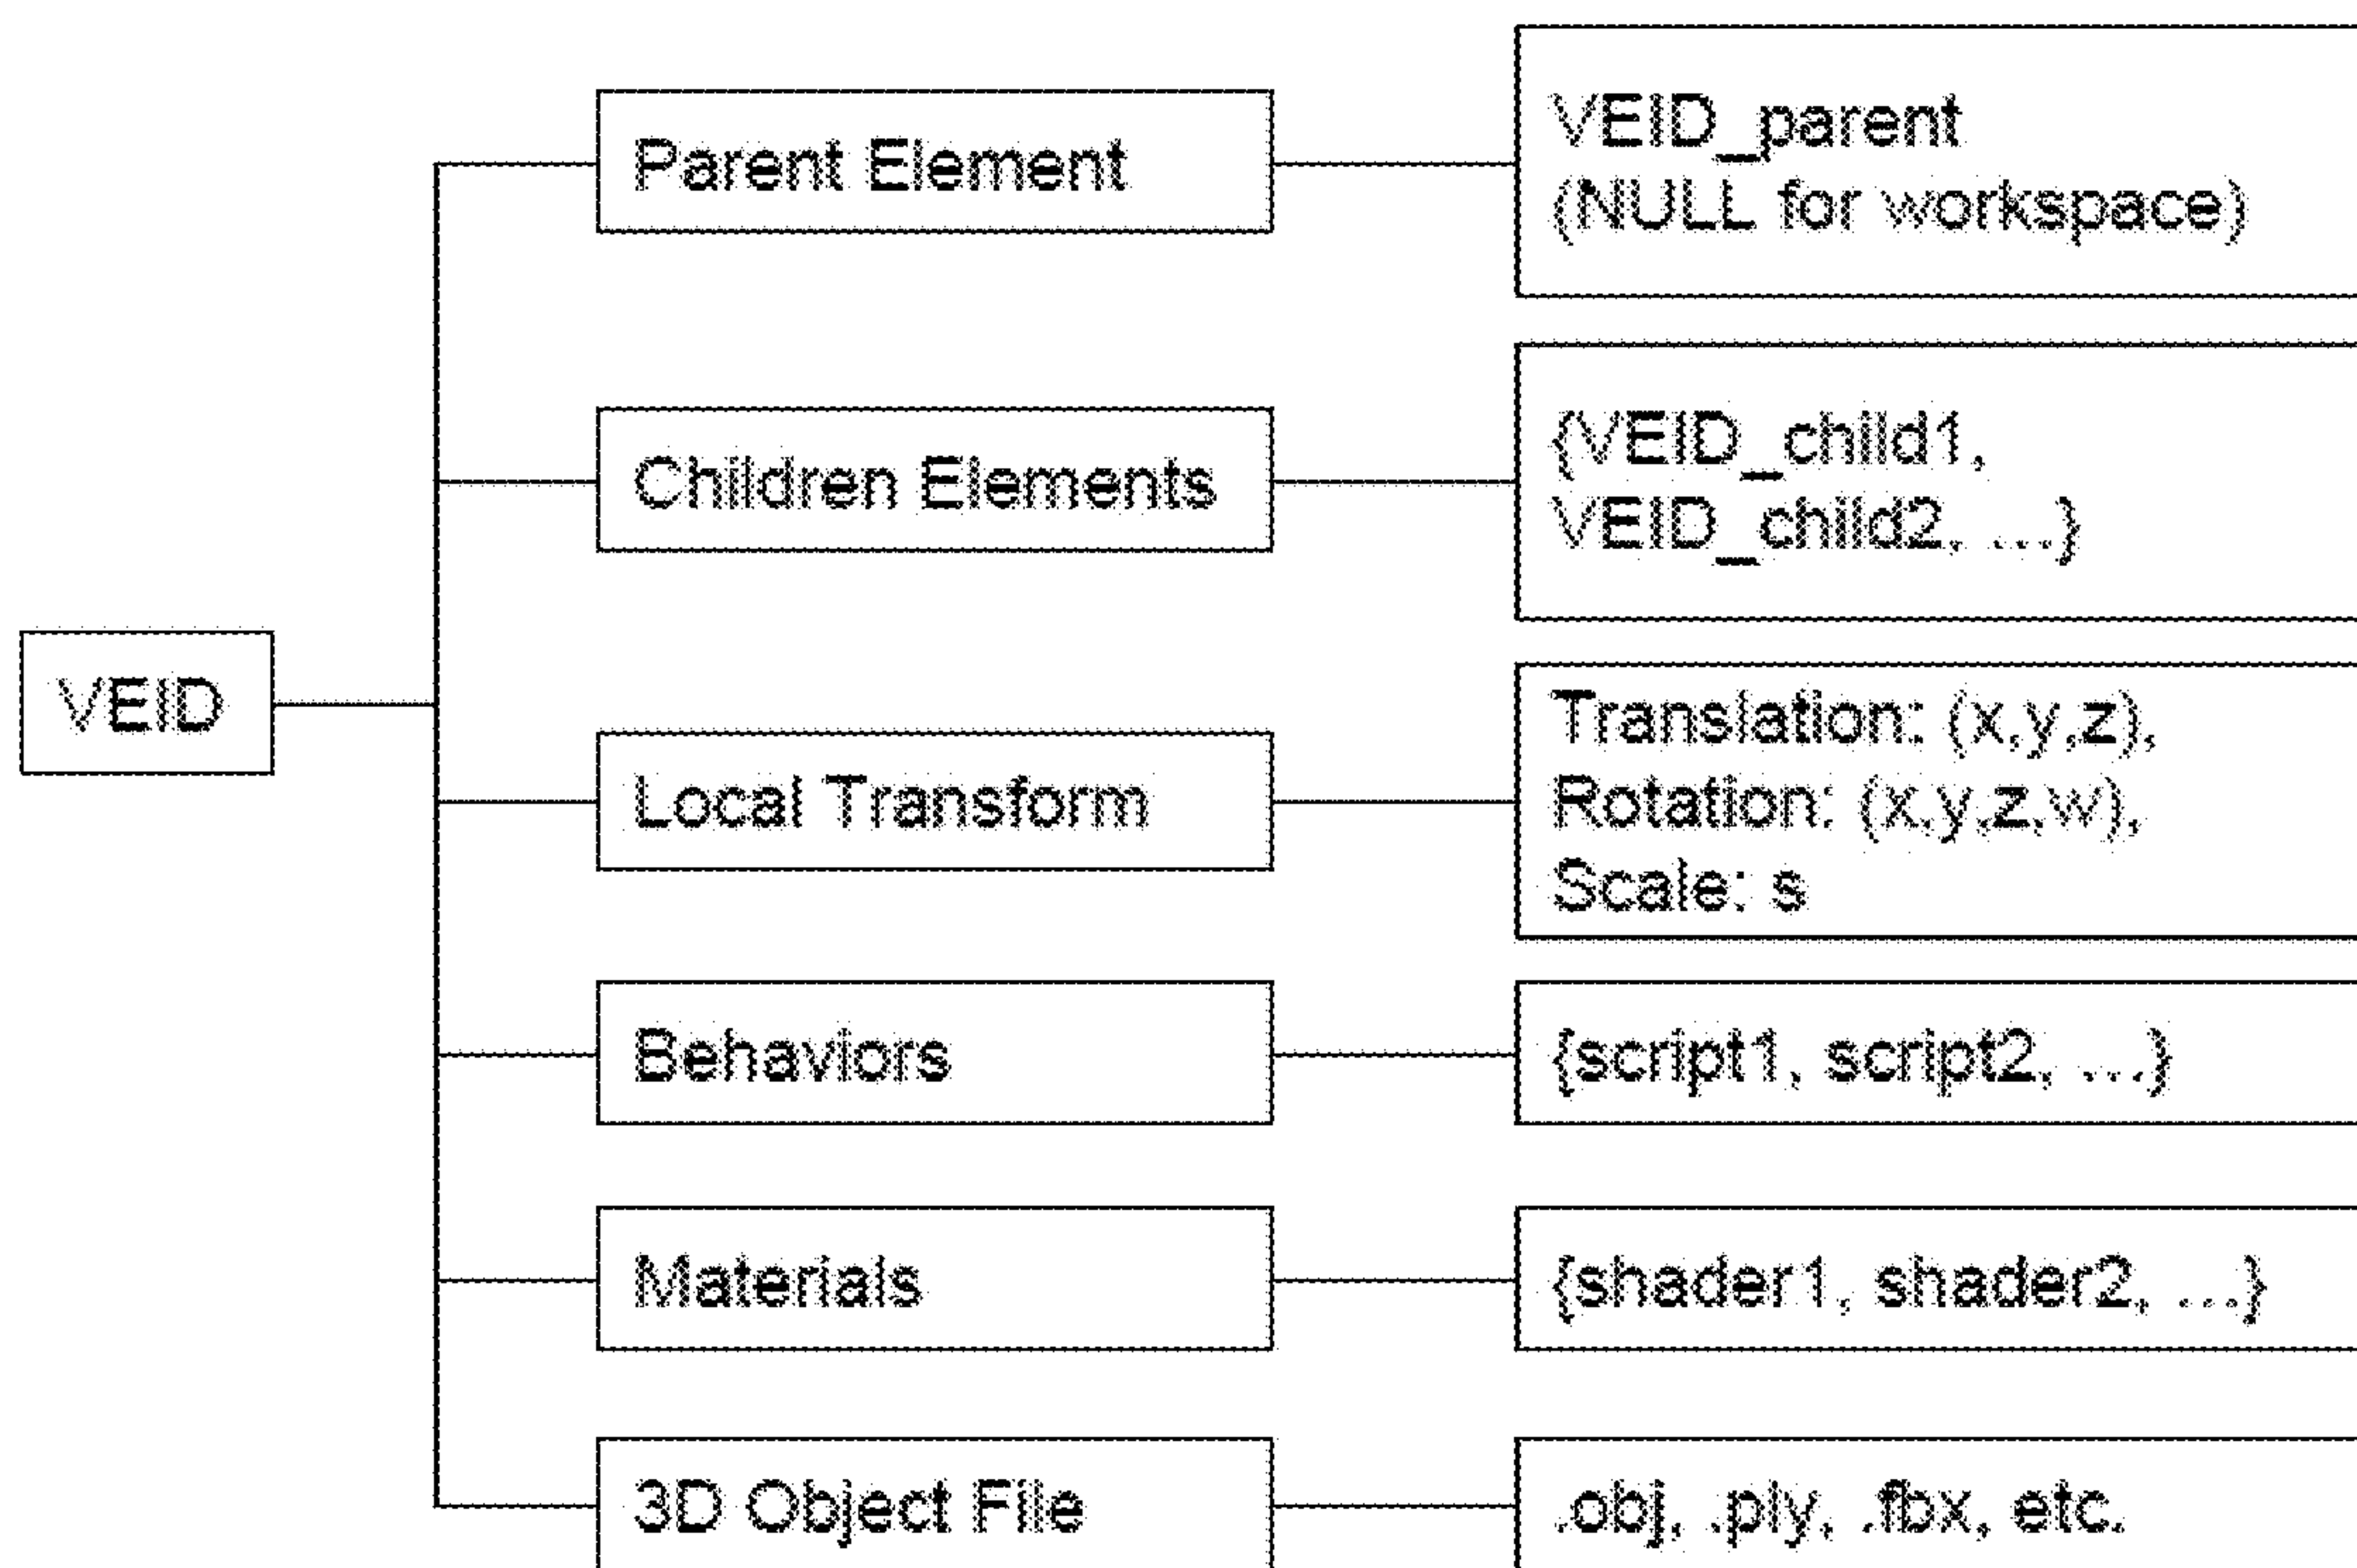 VEID
Parent Element
VEID_parent
(NULL for workspace)
Children Elements
{VEID_child1,
VEID_child2, ...}
Local Transform
Translation: (x,y,z),
Rotation: (x,y,z,w),
Scale: s
Behaviors
{script1, script2, ...}
Materials
{shader1, shader2, ...}
3D Object File
.obj, .ply, .fbx, etc.